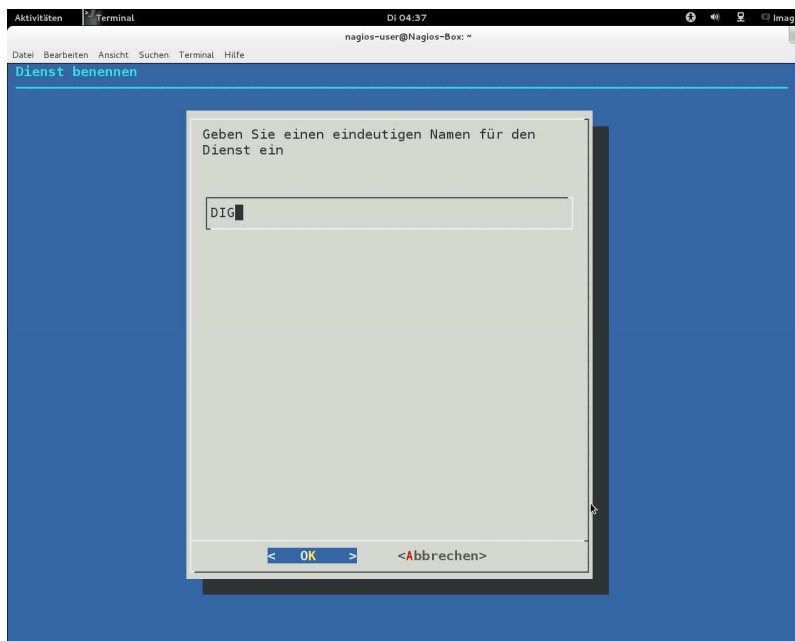 Aktivitäten Terminal Di 04:37 Imag
nagios-user@Nagios-Box: ~
Datei Bearbeiten Ansicht Suchen Terminal Hilfe
Dienst benennen
Geben Sie einen eindeutigen Namen für den
Dienst ein
DIG
< OK > <Abbrechen>